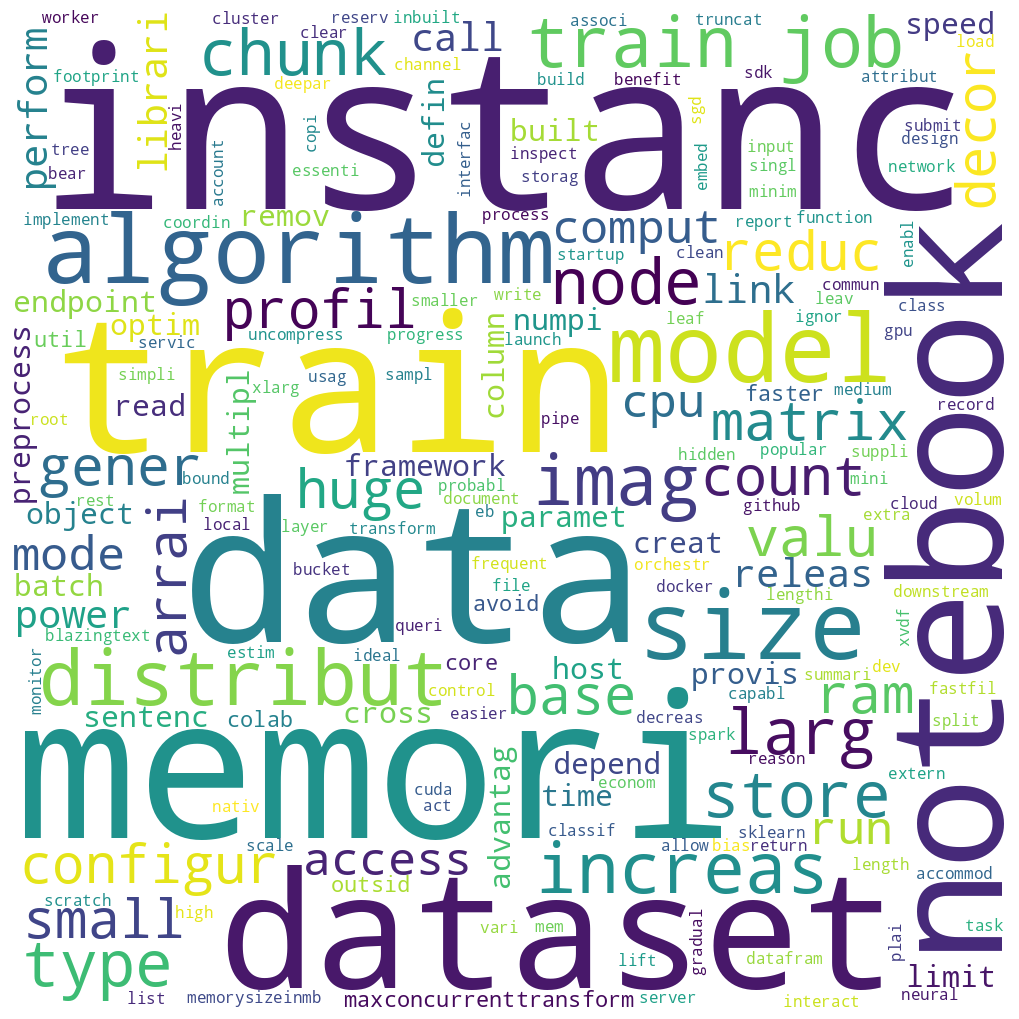 worker
cluster
reserv
inbuilt
associ
truncat
speed
clear
call
train job
load
chunk
channel
perform
librari
footprint
deepar
build
benefit
sdk
attribut
instanc
heavi
copi
defin
interfac
built
sgd
submit
design
decor
tree
bear
account
essenti
inspect
storag
embed
input
singl
minim
network
implement
coordin
remov
process
comput
report
function
enabl
algorithm
startup
clean
reduc
endpoint
profil
smaller
write
node
link
commun
leav
class
optim
uncompress
progress
launch
numpi
leaf
ignor
gpu
util
servic
train
model
notebook
preprocess
simpli
xlarg
usag
sampl
column
cpu
faster
medium
root
read
multipl
pipe
matrix
record
gener
bound
framework
imag
count
hidden
popular
suppli
rest
format
huge
probabl
document
github
mini
cloud
volum
object
local
layer
transform
eb
paramet
valu
extra
mode
arrai
bucket
data
frequent
creat
orchestr
releas
batch
file
avoid
docker
lengthi
downstream
power
blazingtext
queri
size
xvdf
monitor
distribut
estim
ideal
core
host
provis
summari
dev
control
base
capabl
ram
fastfil
sentenc
colab
cross
easier
decreas
spark
larg
split
memori
cuda
act
advantag
depend
econom
reason
extern
nativ
time
store
scale
classif
sklearn
run
configur
access
increas
allow
bias
return
length
accommod
scratch
outsid
small
high
dataset
vari
mem
gradual
plai
task
type
lift
datafram
limit
list
memorysizeinmb
maxconcurrenttransform
server
interact
neural